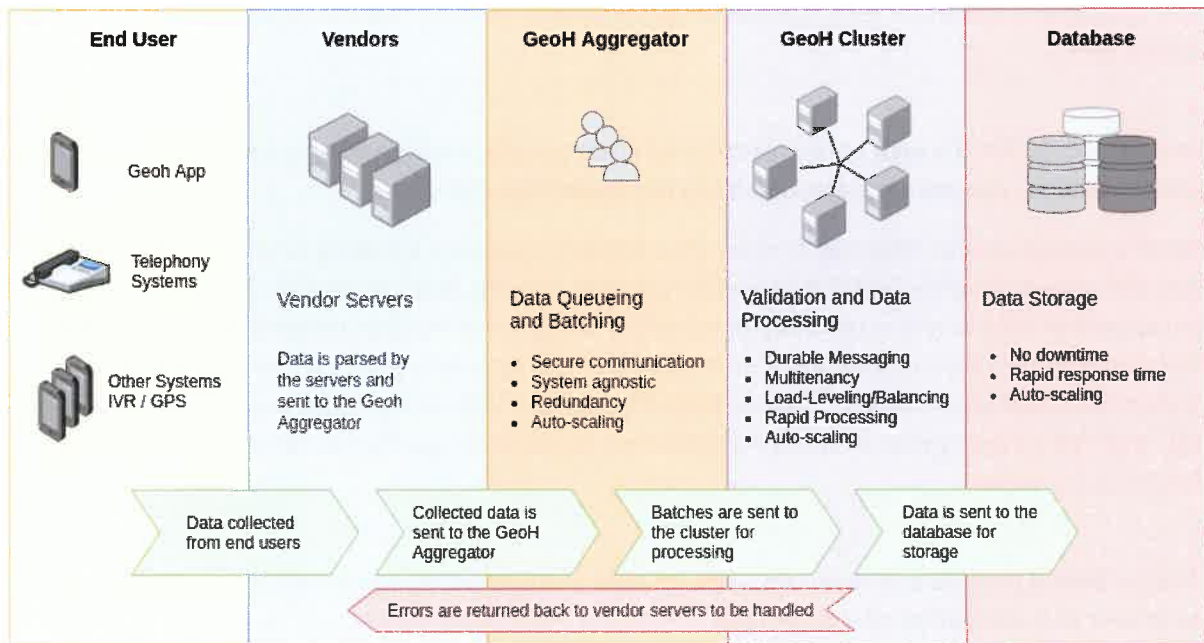 End User
Vendors
GeoH Aggregator
GeoH Cluster
Database
Geoh App
Telephony
Systems
Other Systems
IVR / GPS
Vendor Servers
Data is parsed by
the servers and
sent to the Geoh
Aggregator
Data Queueing
and Batching
• Secure communication
• System agnostic
• Redundancy
• Auto-scaling
Validation and Data
Processing
• Durable Messaging
• Multitenancy
• Load-Leveling/Balancing
• Rapid Processing
• Auto-scaling
Data Storage
• No downtime
• Rapid response time
• Auto-scaling
Data collected
from end users
Collected data is
sent to the GeoH
Aggregator
Batches are sent to
the cluster for
processing
Data is sent to the
database for
storage
Errors are returned back to vendor servers to be handled